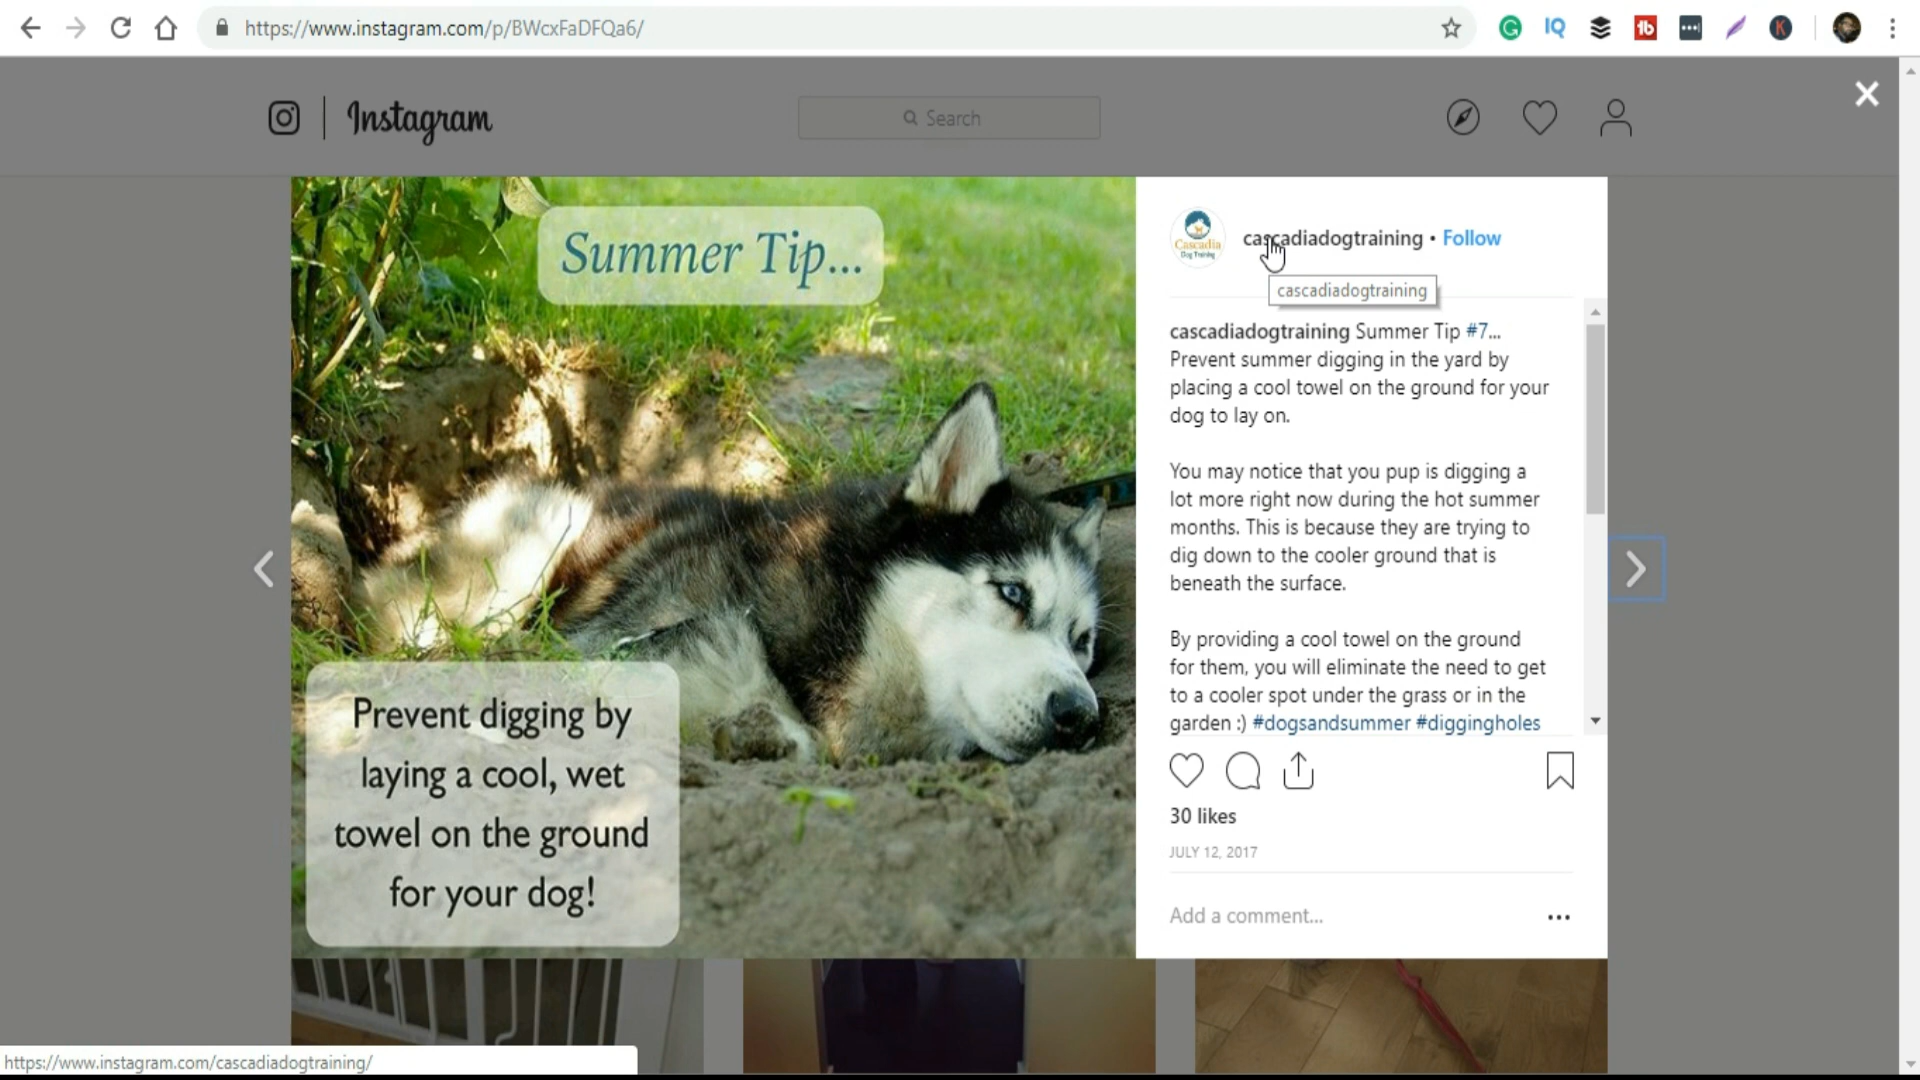 https://www.instagram.com/p/BWcxFaDFQa6/
Instagram
Search
Summer Tip...
Prevent digging by
laying a cool, wet
towel on the ground
for your dog!
Cascadia
Dog Training
cascadiadogtraining • Follow
cascadiadogtraining
cascadiadogtraining Summer Tip #7...
Prevent summer digging in the yard by
placing a cool towel on the ground for your
dog to lay on.
You may notice that you pup is digging a
lot more right now during the hot summer
months. This is because they are trying to
dig down to the cooler ground that is
beneath the surface.
By providing a cool towel on the ground
for them, you will eliminate the need to get
to a cooler spot under the grass or in the
garden :) #dogsandsummer #diggingholes
30 likes
JULY 12, 2017
Add a comment...
https://www.instagram.com/cascadiadogtraining/